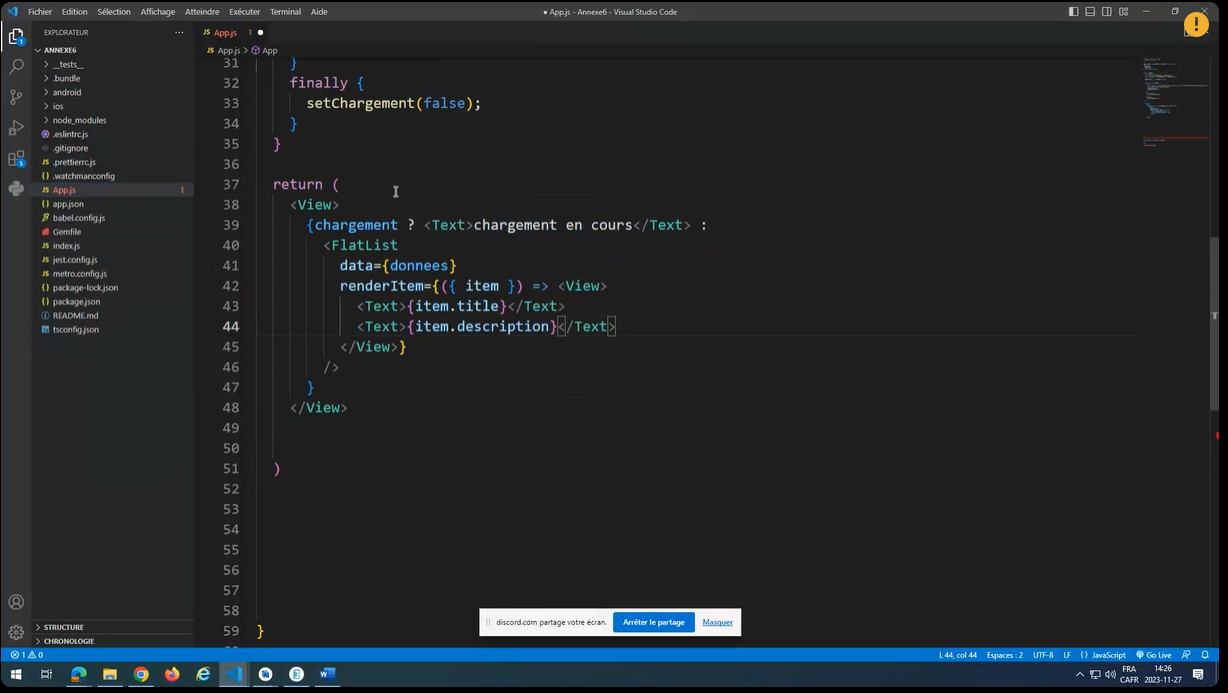 Fichier Edition Sélection Affichage Atteindre Exécuter Terminal Aide
● App.js - Annexe6 - Visual Studio Code
EXPLORATEUR ···
JS App.js 1 ●
ANNEXE6
JS App.js > App
__tests__
.bundle
android
ios
node_modules
.eslintrc.js
.gitignore
JS .prettierrc.js
{} .watchmanconfig
JS App.js 1
{} app.json
babel.config.js
Gemfile
JS index.js
JS jest.config.js
JS metro.config.js
{} package-lock.json
{} package.json
README.md
tsconfig.json
STRUCTURE
CHRONOLOGIE
31 }
32 finally {
33 setChargement(false);
34 }
35 }
36
37 return (
38 <View>
39 {chargement ? <Text>chargement en cours</Text> :
40 <FlatList
41 data={donnees}
42 renderItem={({ item }) => <View>
43 <Text>{item.title}</Text>
44 <Text>{item.description}</Text>
45 </View>}
46 />
47 }
48 </View>
49
50
51 )
52
53
54
55
56
57
58
59 }
discord.com partage votre écran. Arrêter le partage Masquer
1 0 L 44, col 44 Espaces : 2 UTF-8 LF {} JavaScript Go Live
FRA
CAFR
14:26
2023-11-27